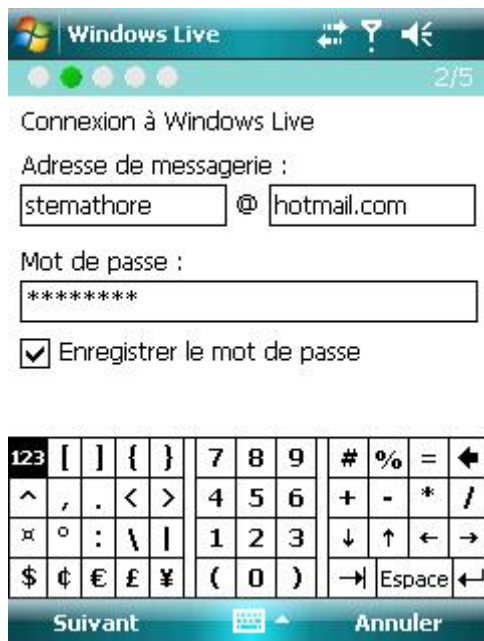 Windows Live
2/5
Connexion à Windows Live
Adresse de messagerie :
stemathore @ hotmail.com
Mot de passe :
********
Enregistrer le mot de passe
123 [ ] { } 7 8 9 # % = ←
^ , . < > 4 5 6 + - * /
¤ ° : \ | 1 2 3 ↓ ↑ ← →
$ ¢ € £ ¥ ( 0 ) →| Espace ↵
Suivant Annuler